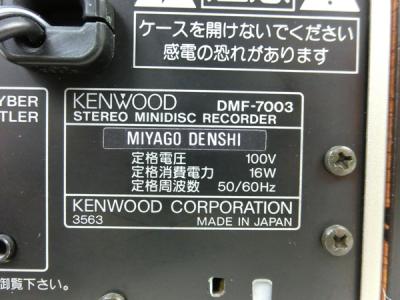 ケースを開けないでください
感電の恐れがあります
YBER
TLER
KENWOOD DMF-7003
STEREO MINIDISC RECORDER
MIYAGO DENSHI
定格電圧 100V
定格消費電力 16W
定格周波数 50/60Hz
KENWOOD CORPORATION
3563 MADE IN JAPAN
御覧下さい。